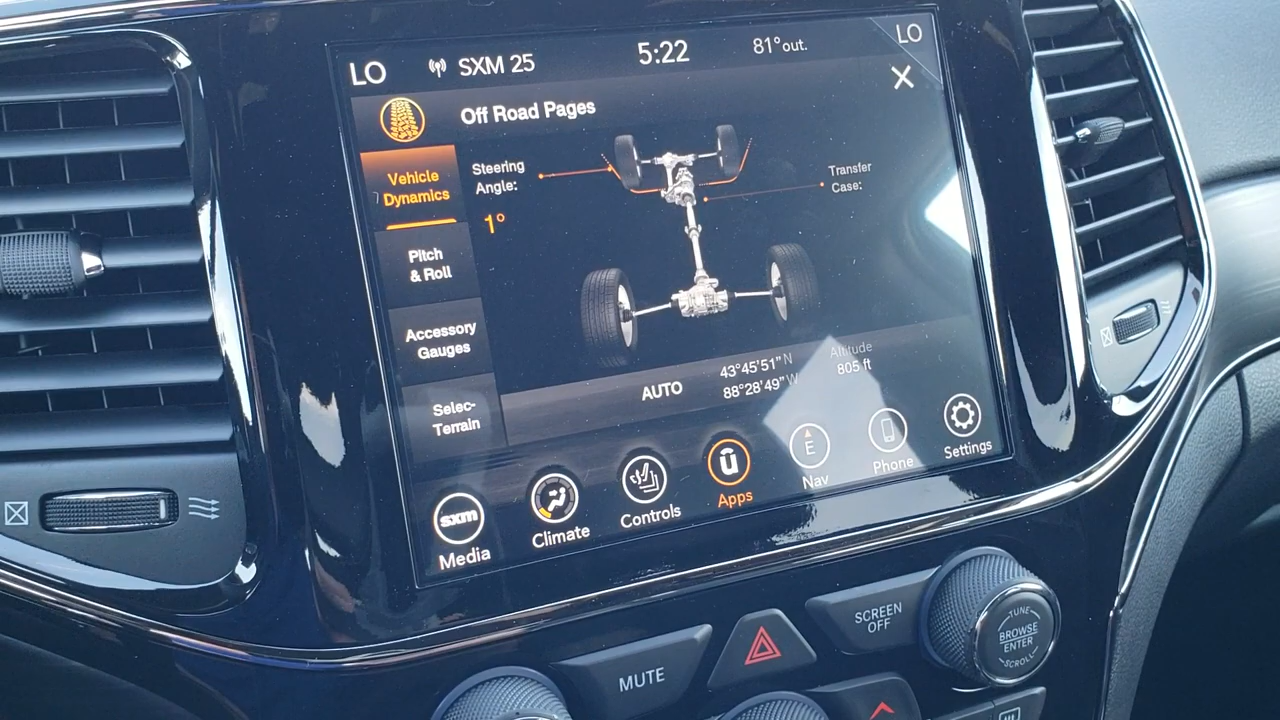 LO
SXM 25
5:22
81°out.
LO
Off Road Pages
Vehicle
Dynamics
Steering
Angle:
1°
Transfer
Case:
Pitch
& Roll
Accessory
Gauges
Selec-
Terrain
AUTO
43°45'51" N
88°28'49" W
Altitude
805 ft
sxm
Media
Climate
Controls
Apps
E
Nav
Phone
Settings
MUTE
SCREEN
OFF
TUNE
BROWSE
ENTER
SCROLL